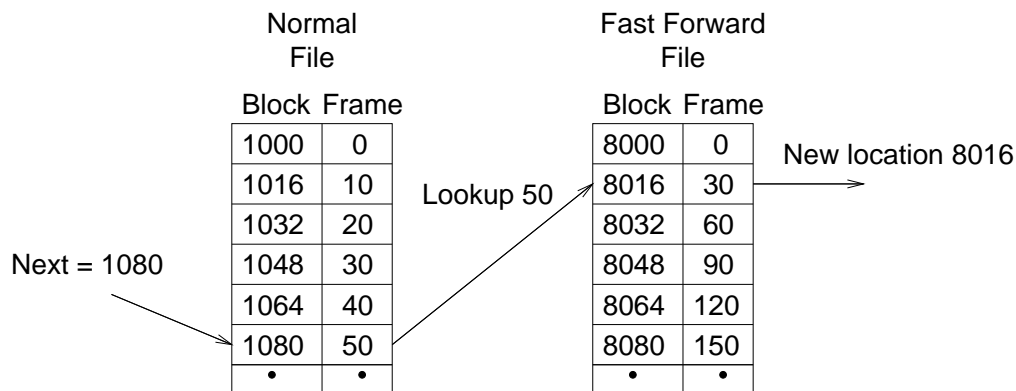 Normal
File
Block Frame
1000 0
1016 10
1032 20
1048 30
1064 40
1080 50
• •
Next = 1080
Lookup 50
Fast Forward
File
Block Frame
8000 0
8016 30
8032 60
8048 90
8064 120
8080 150
• •
New location 8016